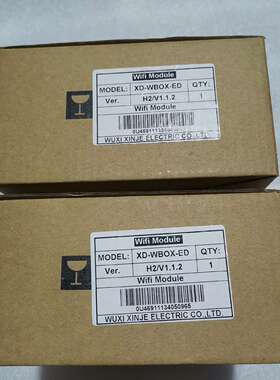 Wifi Module
MODEL: XD-WBOX-ED QTY:
Ver. H2/V1.1.2 1
Wifi Module
WUXI XINJE ELECTRIC CO.,LTD
Wifi Module
MODEL: XD-WBOX-ED QTY:
Ver. H2/V1.1.2 1
Wifi Module
0U46911134050965
WUXI XINJE ELECTRIC CO.,LTD